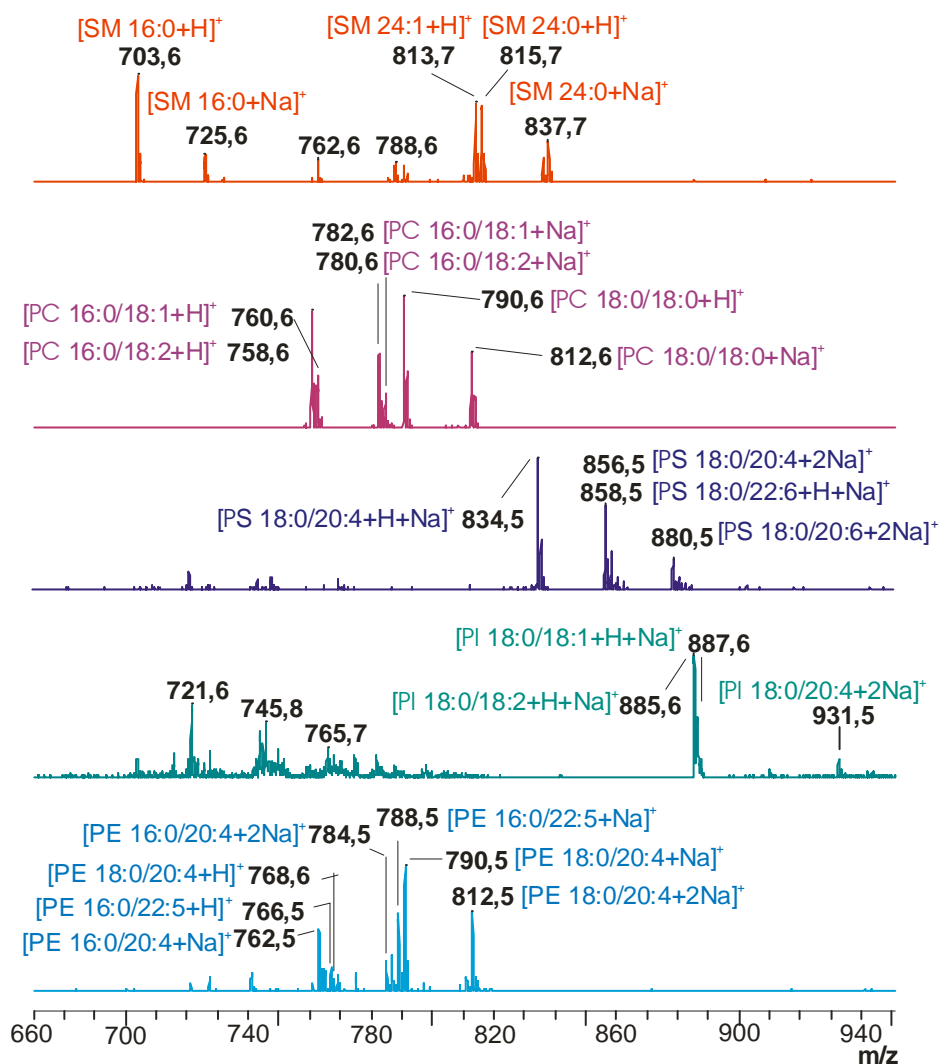 [SM 16:0+H]⁺ [SM 24:1+H]⁺ [SM 24:0+H]⁺
703,6 813,7 815,7
[SM 16:0+Na]⁺ [SM 24:0+Na]⁺
725,6 762,6 788,6 837,7
782,6 [PC 16:0/18:1+Na]⁺
780,6 [PC 16:0/18:2+Na]⁺
790,6 [PC 18:0/18:0+H]⁺
[PC 16:0/18:1+H]⁺ 760,6
[PC 16:0/18:2+H]⁺ 758,6
812,6 [PC 18:0/18:0+Na]⁺
856,5 [PS 18:0/20:4+2Na]⁺
858,5 [PS 18:0/22:6+H+Na]⁺
[PS 18:0/20:4+H+Na]⁺ 834,5
880,5 [PS 18:0/20:6+2Na]⁺
[PI 18:0/18:1+H+Na]⁺ 887,6
[PI 18:0/18:2+H+Na]⁺ 885,6
[PI 18:0/20:4+2Na]⁺
931,5
721,6
745,8
765,7
[PE 16:0/20:4+2Na]⁺ 784,5
788,5 [PE 16:0/22:5+Na]⁺
790,5 [PE 18:0/20:4+Na]⁺
[PE 18:0/20:4+H]⁺ 768,6
[PE 16:0/22:5+H]⁺ 766,5
812,5 [PE 18:0/20:4+2Na]⁺
[PE 16:0/20:4+Na]⁺ 762,5
660 700 740 780 820 860 900 940
m/z